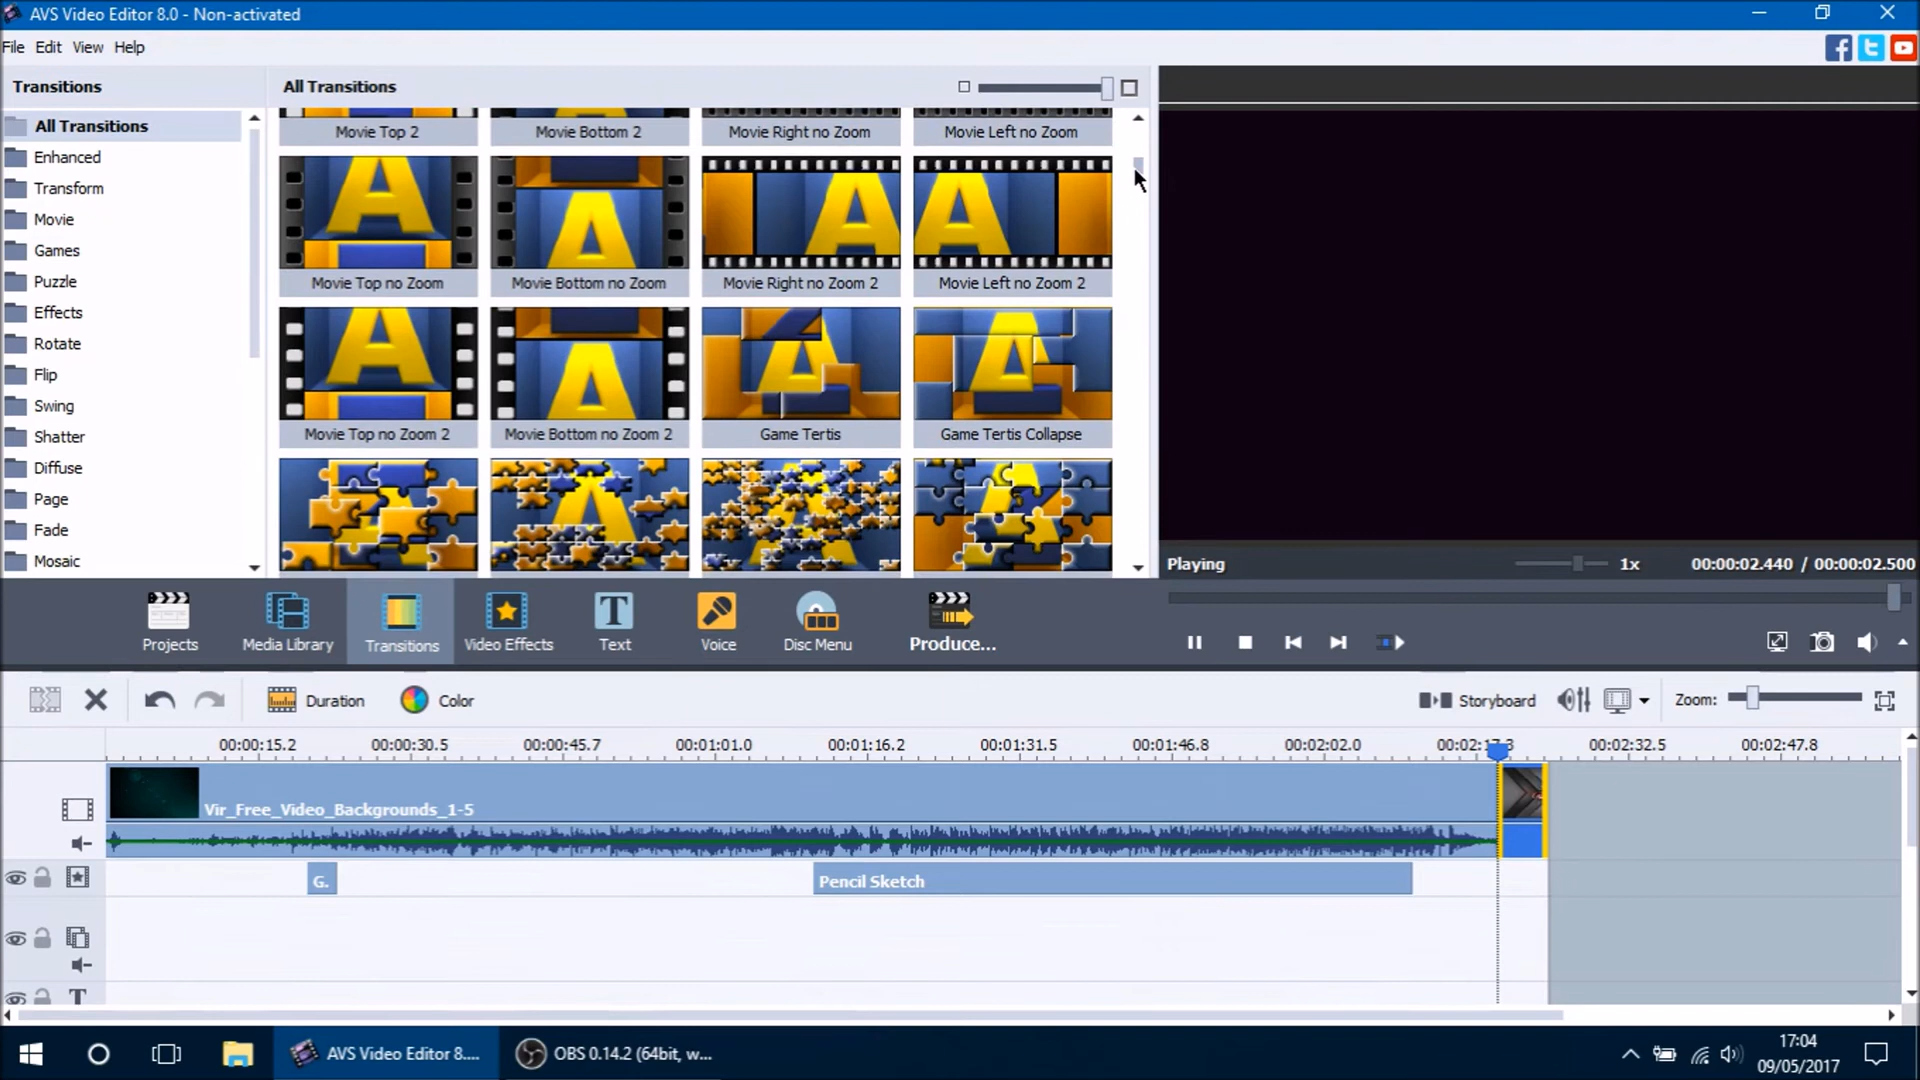 AVS Video Editor 8.0 - Non-activated
File Edit View Help
Transitions
All Transitions
Enhanced
Transform
Movie
Games
Puzzle
Effects
Rotate
Flip
Swing
Shatter
Diffuse
Page
Fade
Mosaic
All Transitions
Movie Top 2 Movie Bottom 2 Movie Right no Zoom Movie Left no Zoom
Movie Top no Zoom Movie Bottom no Zoom Movie Right no Zoom 2 Movie Left no Zoom 2
Movie Top no Zoom 2 Movie Bottom no Zoom 2 Game Tertis Game Tertis Collapse
Playing 1x 00:00:02.440 / 00:00:02.500
Projects Media Library Transitions Video Effects Text Voice Disc Menu Produce...
Duration Color Storyboard Zoom:
00:00:15.2 00:00:30.5 00:00:45.7 00:01:01.0 00:01:16.2 00:01:31.5 00:01:46.8 00:02:02.0 00:02:32.5 00:02:47.8
Vir_Free_Video_Backgrounds_1-5
G. Pencil Sketch
AVS Video Editor 8.... OBS 0.14.2 (64bit, w...
17:04
09/05/2017